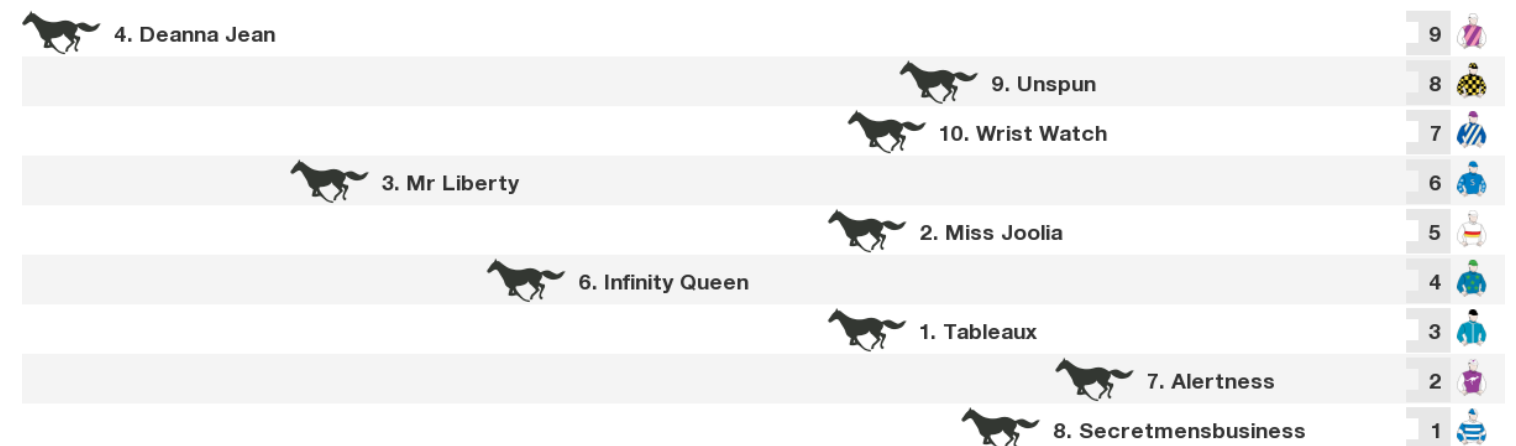 4. Deanna Jean 9
9. Unspun 8
10. Wrist Watch 7
3. Mr Liberty 6
2. Miss Joolia 5
6. Infinity Queen 4
1. Tableaux 3
7. Alertness 2
8. Secretmensbusiness 1